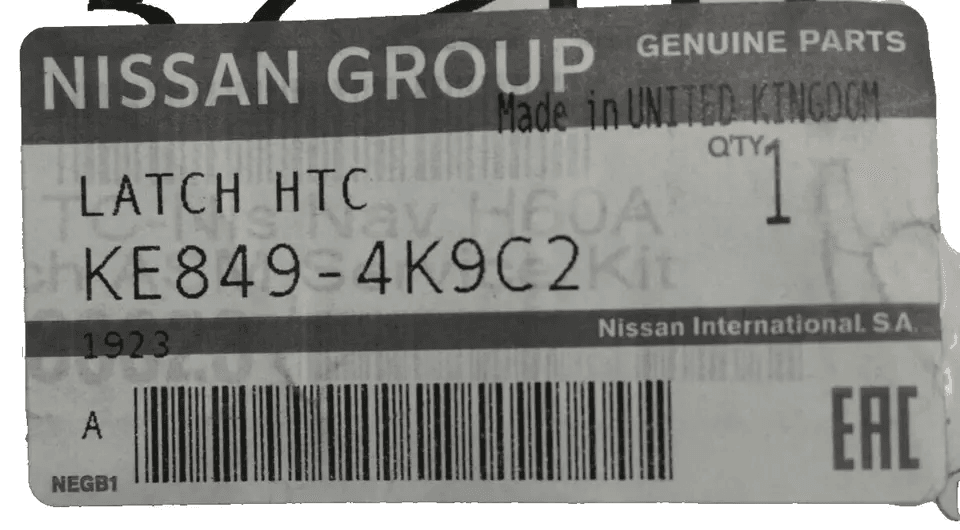 NISSAN GROUP
GENUINE PARTS
Made in UNITED KINGDOM
Q'TY 1
LATCH HTC
KE849-4K9C2
Nissan International. S.A.
1923
A
NEGB1
EAC